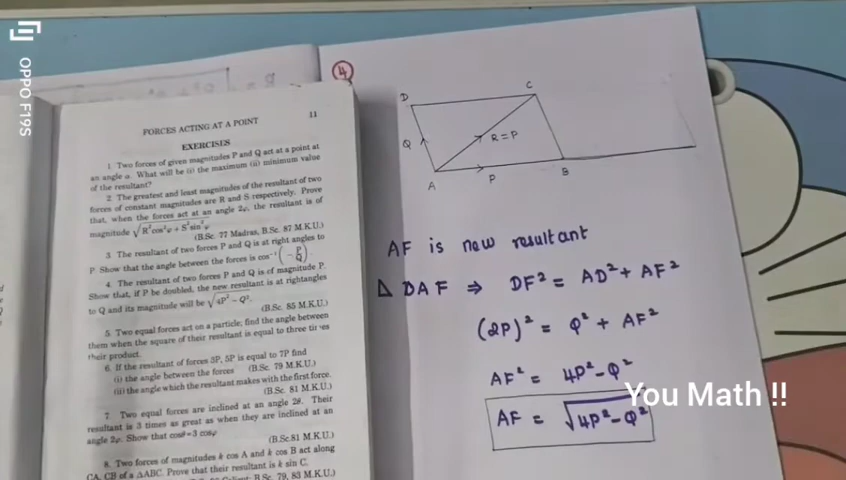 OPPO F19S
FORCES ACTING AT A POINT 11
EXERCISES
1 Two forces of given magnitudes P and Q act at a point at
an angle α. What will be (i) the maximum (ii) minimum value
of the resultant?
2. The greatest and least magnitudes of the resultant of two
forces of constant magnitudes are R and S respectively. Prove
that, when the forces act at an angle 2φ, the resultant is of
magnitude √R²cos²φ + S²sin²φ
(B.Sc. 77 Madras, B.Sc. 87 M.K.U.)
3. The resultant of two forces P and Q is at right angles to
P. Show that the angle between the forces is cos⁻¹(-P/Q).
4. The resultant of two forces P and Q is of magnitude P.
Show that, if P be doubled, the new resultant is at rightangles
to Q and its magnitude will be √4P² - Q².
(B.Sc. 85 M.K.U.)
5. Two equal forces act on a particle; find the angle between
them when the square of their resultant is equal to three times
their product.
6. If the resultant of forces 3P, 5P is equal to 7P find
(i) the angle between the forces (B.Sc. 79 M.K.U.)
(ii) the angle which the resultant makes with the first force.
(B.Sc. 81 M.K.U.)
7. Two equal forces are inclined at an angle 2θ. Their
resultant is 3 times as great as when they are inclined at an
angle 2φ. Show that cosθ=3 cosφ
(B.Sc.81 M.K.U.)
8. Two forces of magnitudes k cos A and k cos B act along
CA, CB of a ΔABC. Prove that their resultant is k sin C.
B.Sc. 79, 83 M.K.U.)
4
D C
Q R = P
A P B
AF is new resultant
Δ DAF ⇒ DF² = AD² + AF²
(2P)² = Q² + AF²
AF² = 4P² - Q²
AF = √4P² - Q²
You Math !!